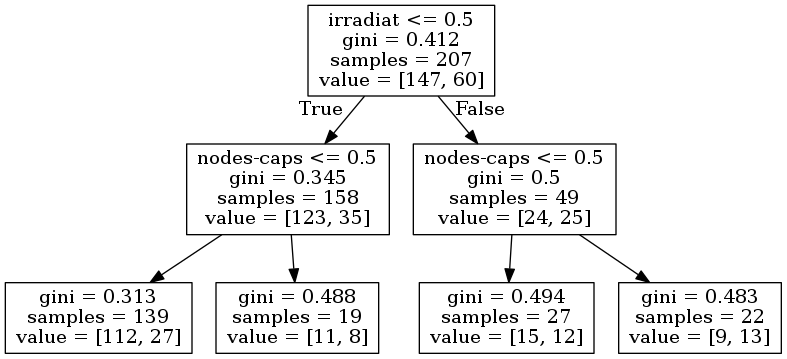 irradiat <= 0.5
gini = 0.412
samples = 207
value = [147, 60]
True
False
nodes-caps <= 0.5
gini = 0.345
samples = 158
value = [123, 35]
nodes-caps <= 0.5
gini = 0.5
samples = 49
value = [24, 25]
gini = 0.313
samples = 139
value = [112, 27]
gini = 0.488
samples = 19
value = [11, 8]
gini = 0.494
samples = 27
value = [15, 12]
gini = 0.483
samples = 22
value = [9, 13]